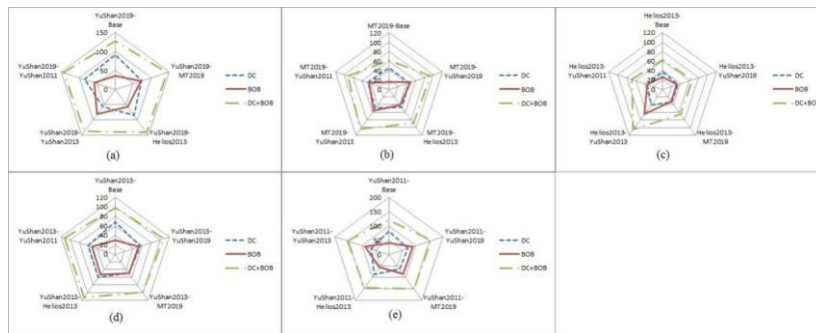 YuShan2019-
Base
150
100
50
0
YuShan2019-
YuShan2011
YuShan2019-
MT2019
YuShan2019-
YuShan2013
YuShan2019-
Helios2013
DC
BOB
DC+BOB
(a)
MT2019-Base
120
100
80
60
40
20
0
MT2019-
YuShan2011
MT2019-
YuShan2019
MT2019-
YuShan2013
MT2019-
Helios2013
DC
BOB
DC+BOB
(b)
Helios2013-
Base
120
100
80
60
40
20
0
Helios2013-
YuShan2011
Helios2013-
YuShan2019
Helios2013-
YuShan2013
Helios2013-
MT2019
DC
BOB
DC+BOB
(c)
YuShan2013-
Base
120
100
80
60
40
20
0
YuShan2013-
YuShan2011
YuShan2013-
YuShan2019
YuShan2013-
Helios2013
YuShan2013-
MT2019
DC
BOB
DC+BOB
(d)
YuShan2011-
Base
200
150
100
50
0
YuShan2011-
YuShan2013
YuShan2011-
YuShan2019
YuShan2011-
Helios2013
YuShan2011-
MT2019
DC
BOB
DC+BOB
(e)